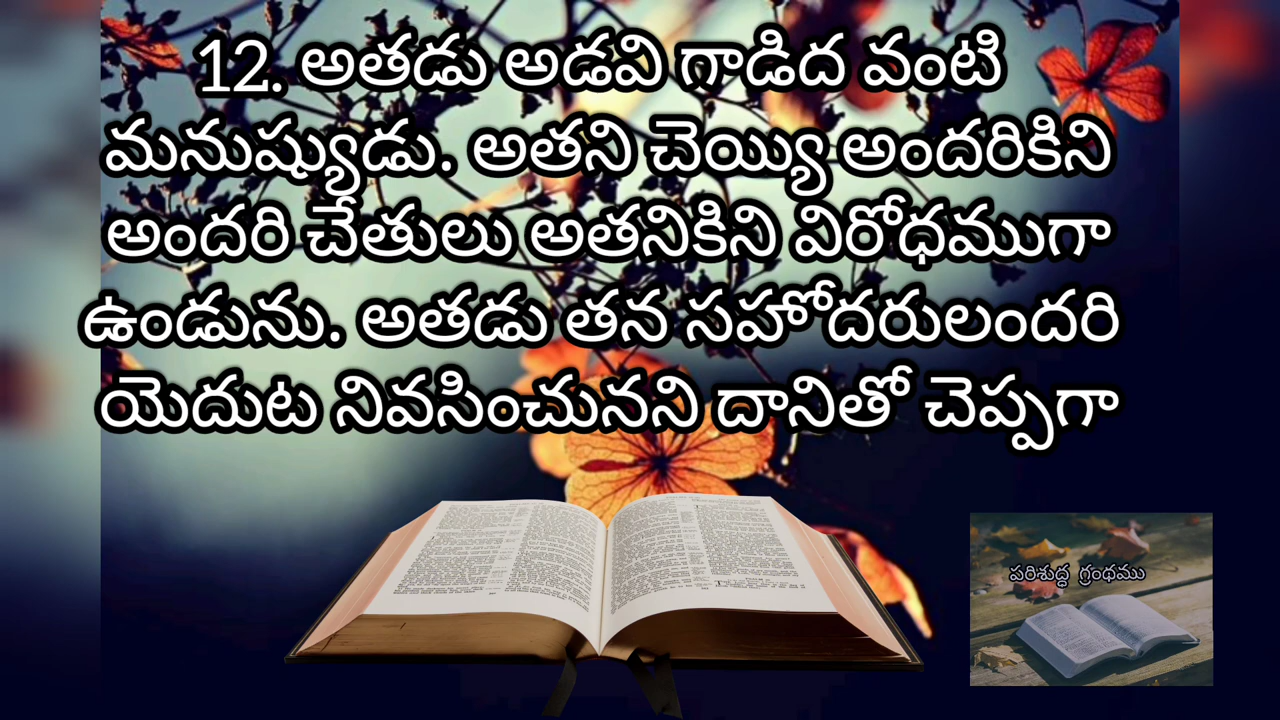 12. అతడు అడవి గాడిద వంటి
మనుష్యుడు. అతని చెయ్యి అందరికిని
అందరి చేతులు అతనికిని విరోధముగా
ఉండును. అతడు తన సహోదరులందరి
యెదుట నివసించునని దానితో చెప్పగా
పరిశుద్ధ గ్రంథము